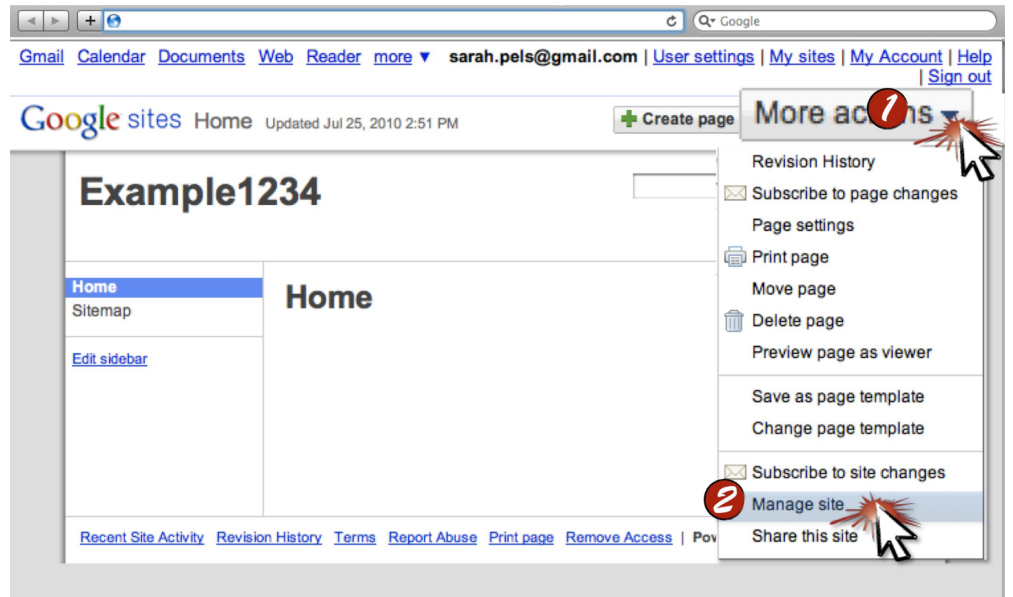 Google
Gmail Calendar Documents Web Reader more ▼ sarah.pels@gmail.com | User settings | My sites | My Account | Help
| Sign out
Google sites Home Updated Jul 25, 2010 2:51 PM Create page More actions
1
Example1234
Revision History
Subscribe to page changes
Page settings
Print page
Move page
Delete page
Preview page as viewer
Save as page template
Change page template
Subscribe to site changes
2 Manage site
Share this site
Home
Sitemap
Edit sidebar
Home
Recent Site Activity Revision History Terms Report Abuse Print page Remove Access |